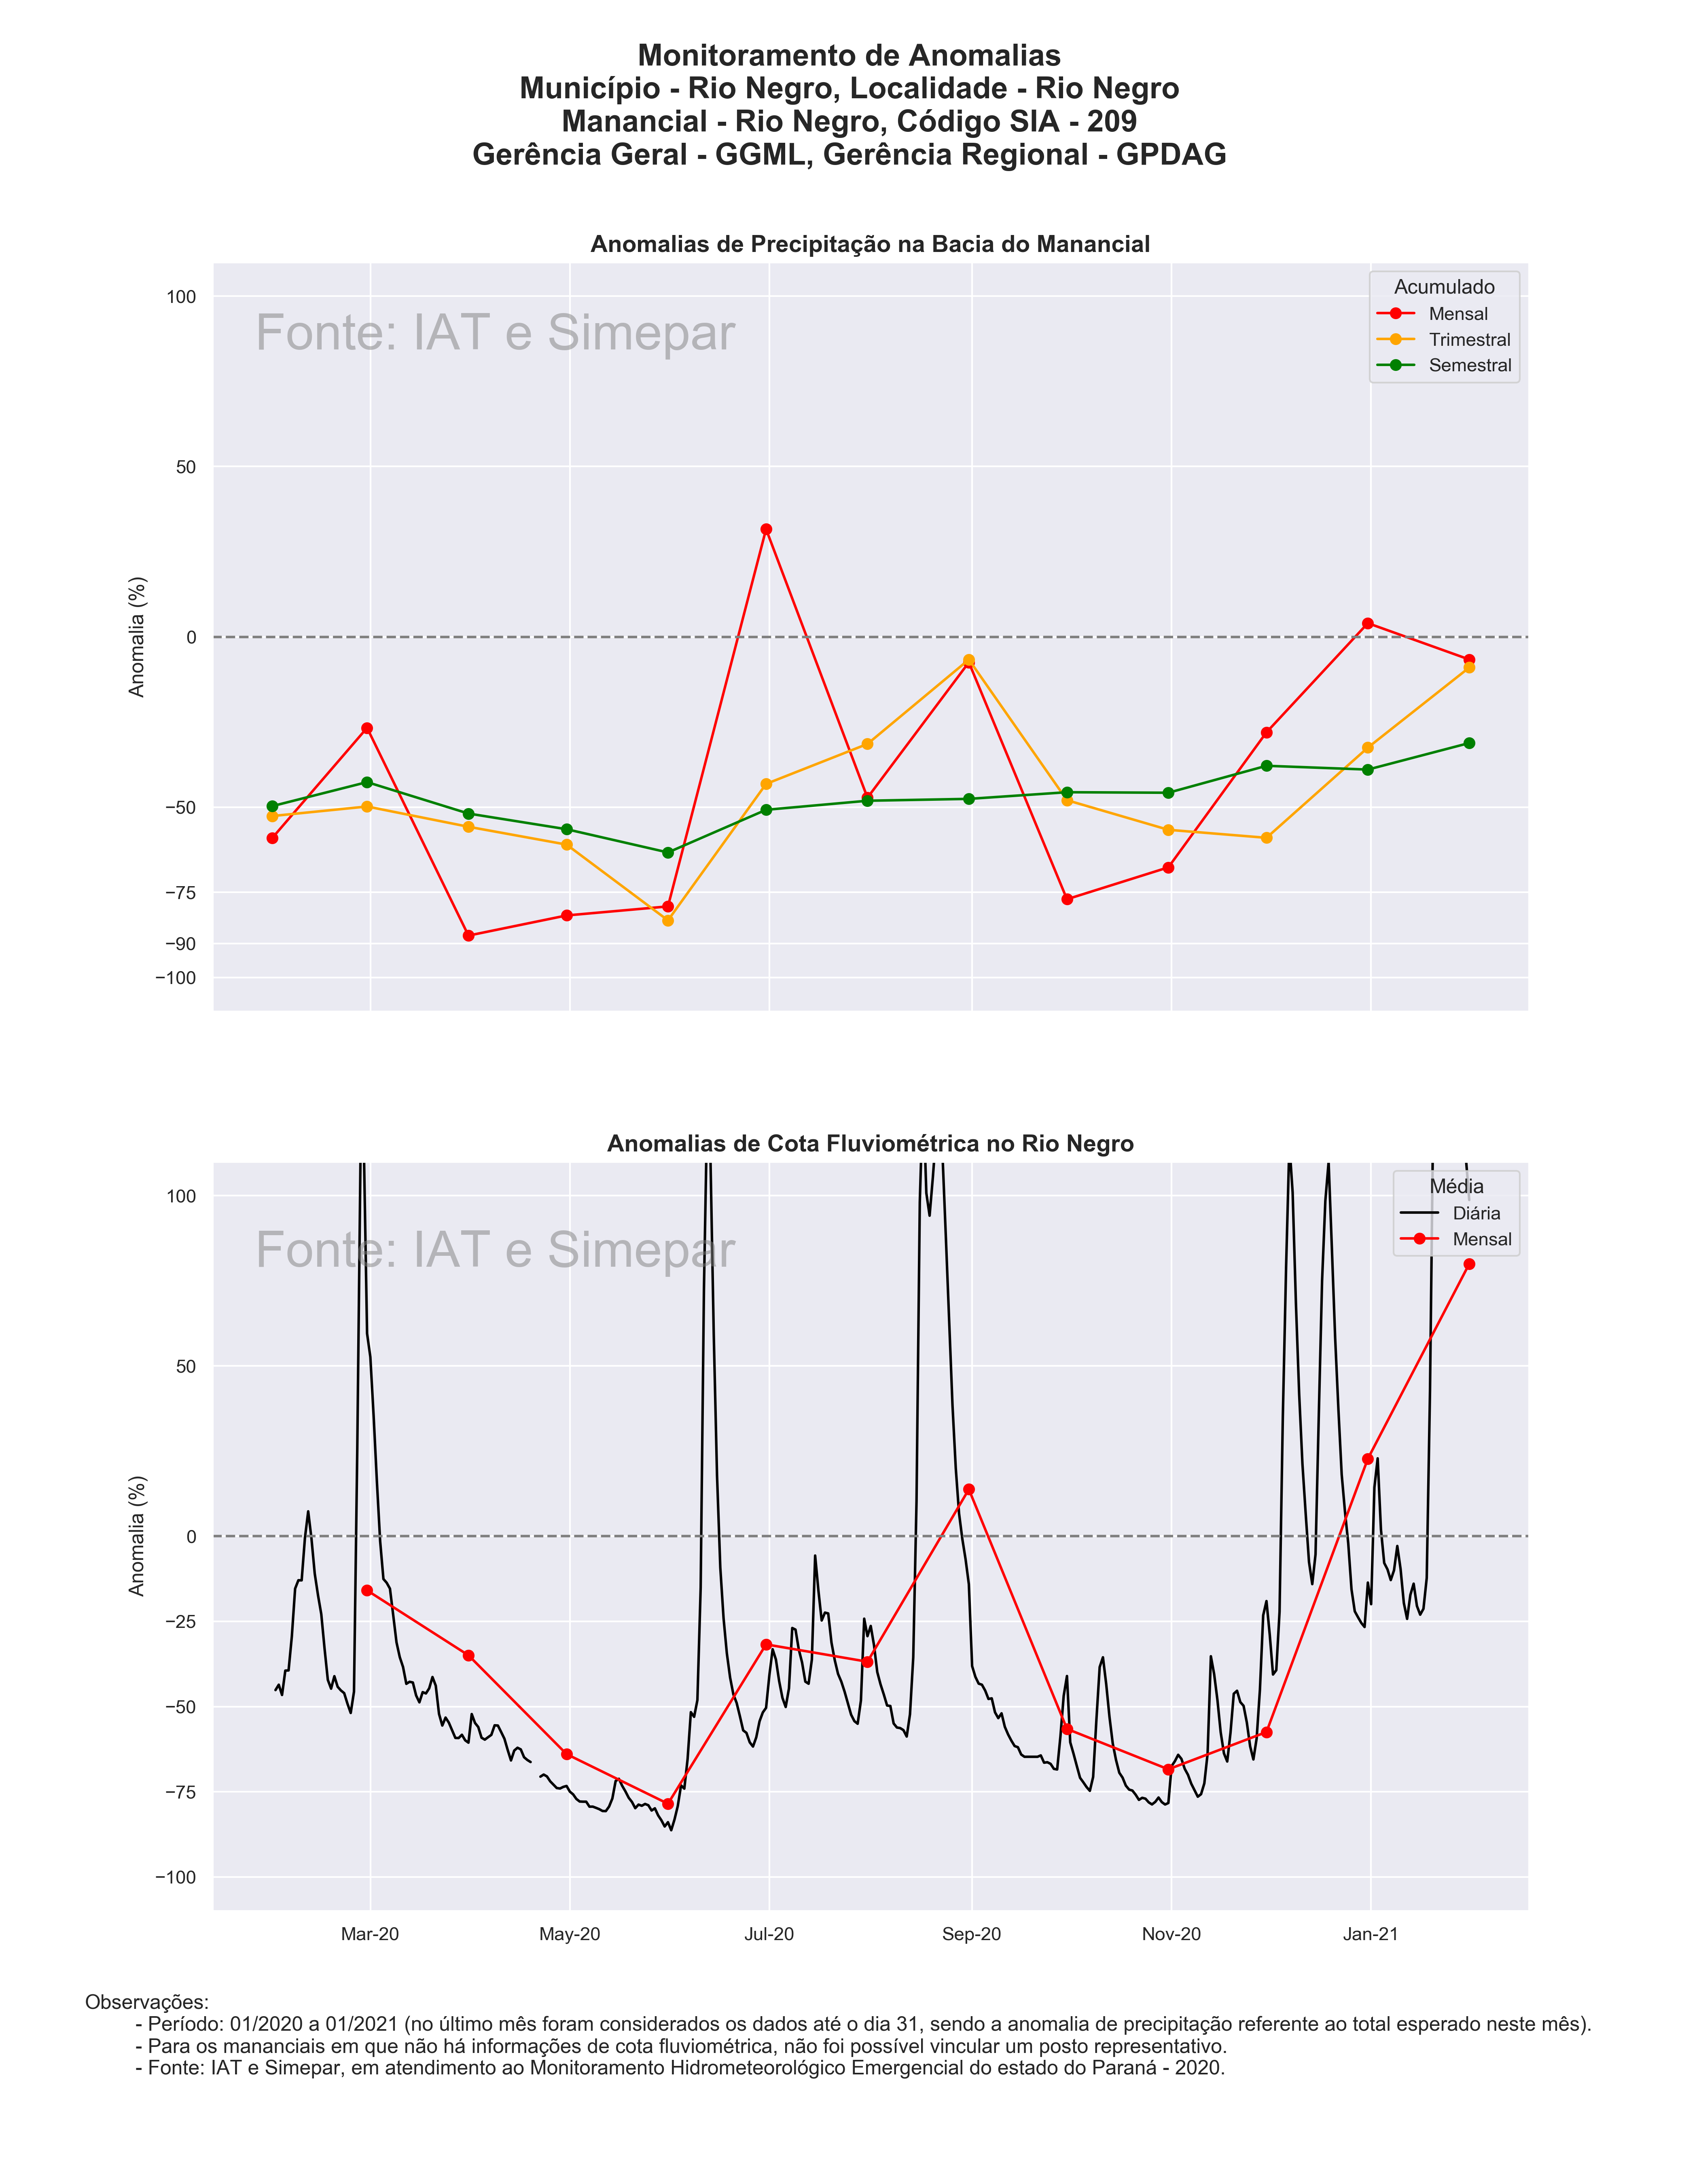 Monitoramento de Anomalias
Município - Rio Negro, Localidade - Rio Negro
Manancial - Rio Negro, Código SIA - 209
Gerência Geral - GGML, Gerência Regional - GPDAG
Anomalias de Precipitação na Bacia do Manancial
Fonte: IAT e Simepar
Acumulado
Mensal
Trimestral
Semestral
Anomalia (%)
100
50
0
−50
−75
−90
−100
Anomalias de Cota Fluviométrica no Rio Negro
Fonte: IAT e Simepar
Média
Diária
Mensal
Anomalia (%)
100
50
0
−25
−50
−75
−100
Mar-20 May-20 Jul-20 Sep-20 Nov-20 Jan-21
Observações:
- Período: 01/2020 a 01/2021 (no último mês foram considerados os dados até o dia 31, sendo a anomalia de precipitação referente ao total esperado neste mês).
- Para os mananciais em que não há informações de cota fluviométrica, não foi possível vincular um posto representativo.
- Fonte: IAT e Simepar, em atendimento ao Monitoramento Hidrometeorológico Emergencial do estado do Paraná - 2020.